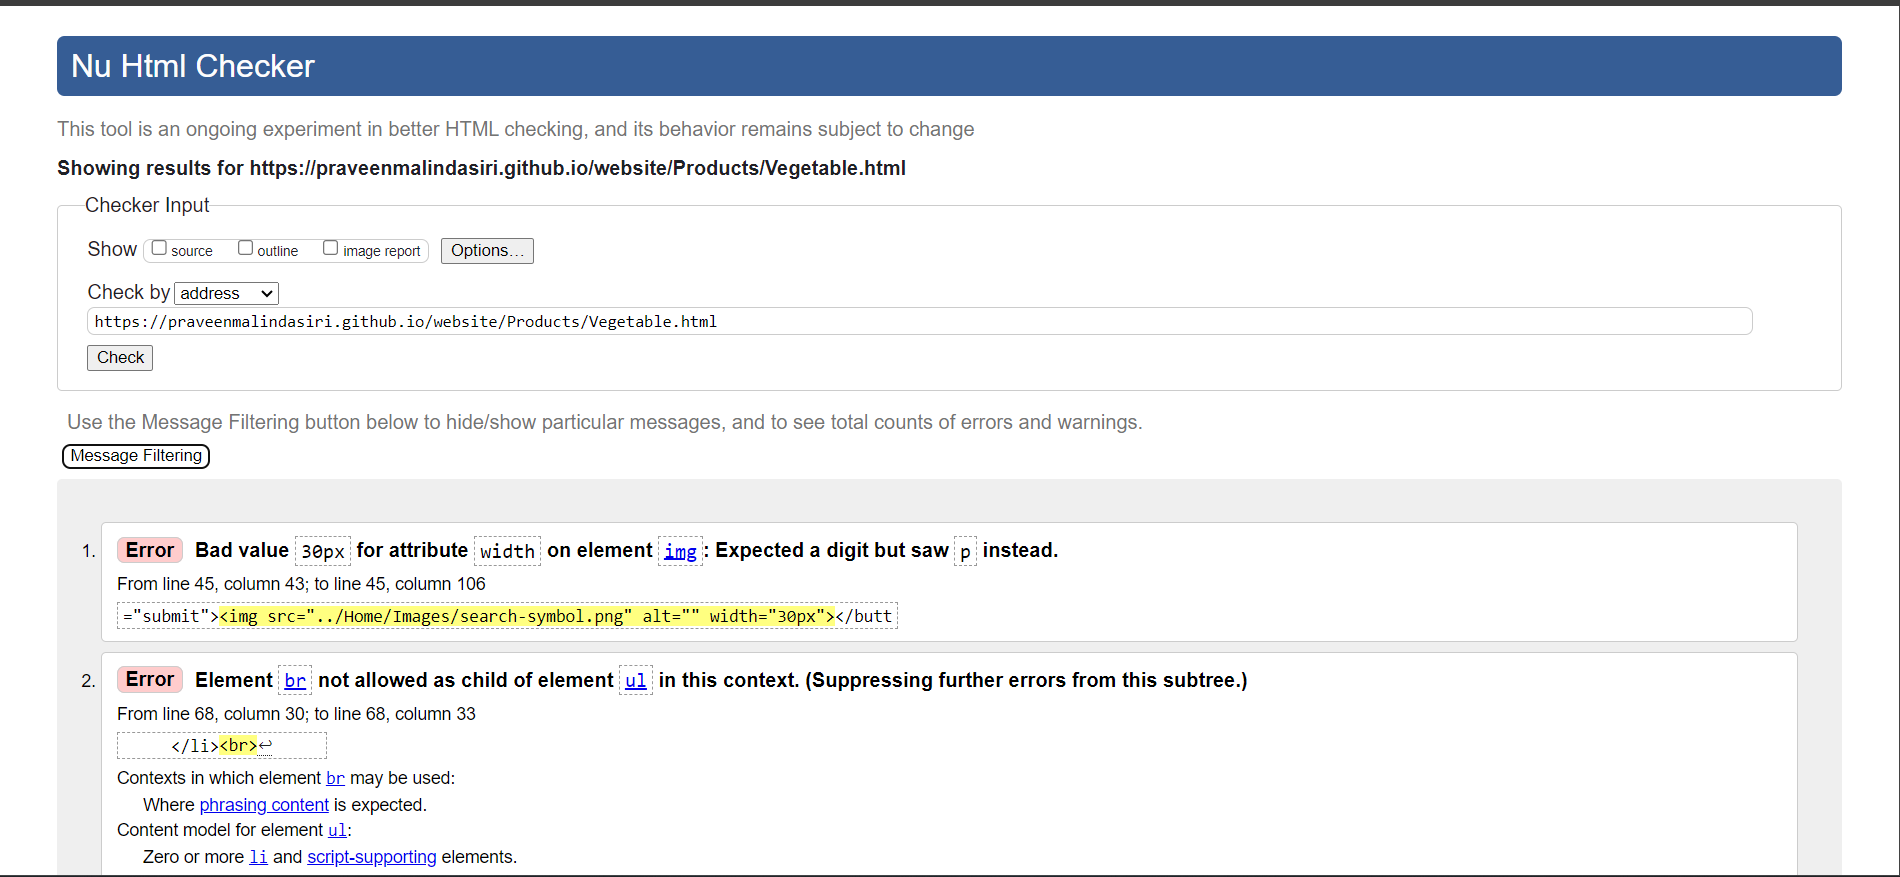 Nu Html Checker
This tool is an ongoing experiment in better HTML checking, and its behavior remains subject to change
Showing results for https://praveenmalindasiri.github.io/website/Products/Vegetable.html
Checker Input
Show source outline image report Options…
Check by address
https://praveenmalindasiri.github.io/website/Products/Vegetable.html
Check
Use the Message Filtering button below to hide/show particular messages, and to see total counts of errors and warnings.
Message Filtering
1. Error Bad value 30px for attribute width on element img: Expected a digit but saw p instead.
From line 45, column 43; to line 45, column 106
="submit"><img src="../Home/Images/search-symbol.png" alt="" width="30px"></butt
2. Error Element br not allowed as child of element ul in this context. (Suppressing further errors from this subtree.)
From line 68, column 30; to line 68, column 33
</li><br>↩
Contexts in which element br may be used:
Where phrasing content is expected.
Content model for element ul:
Zero or more li and script-supporting elements.